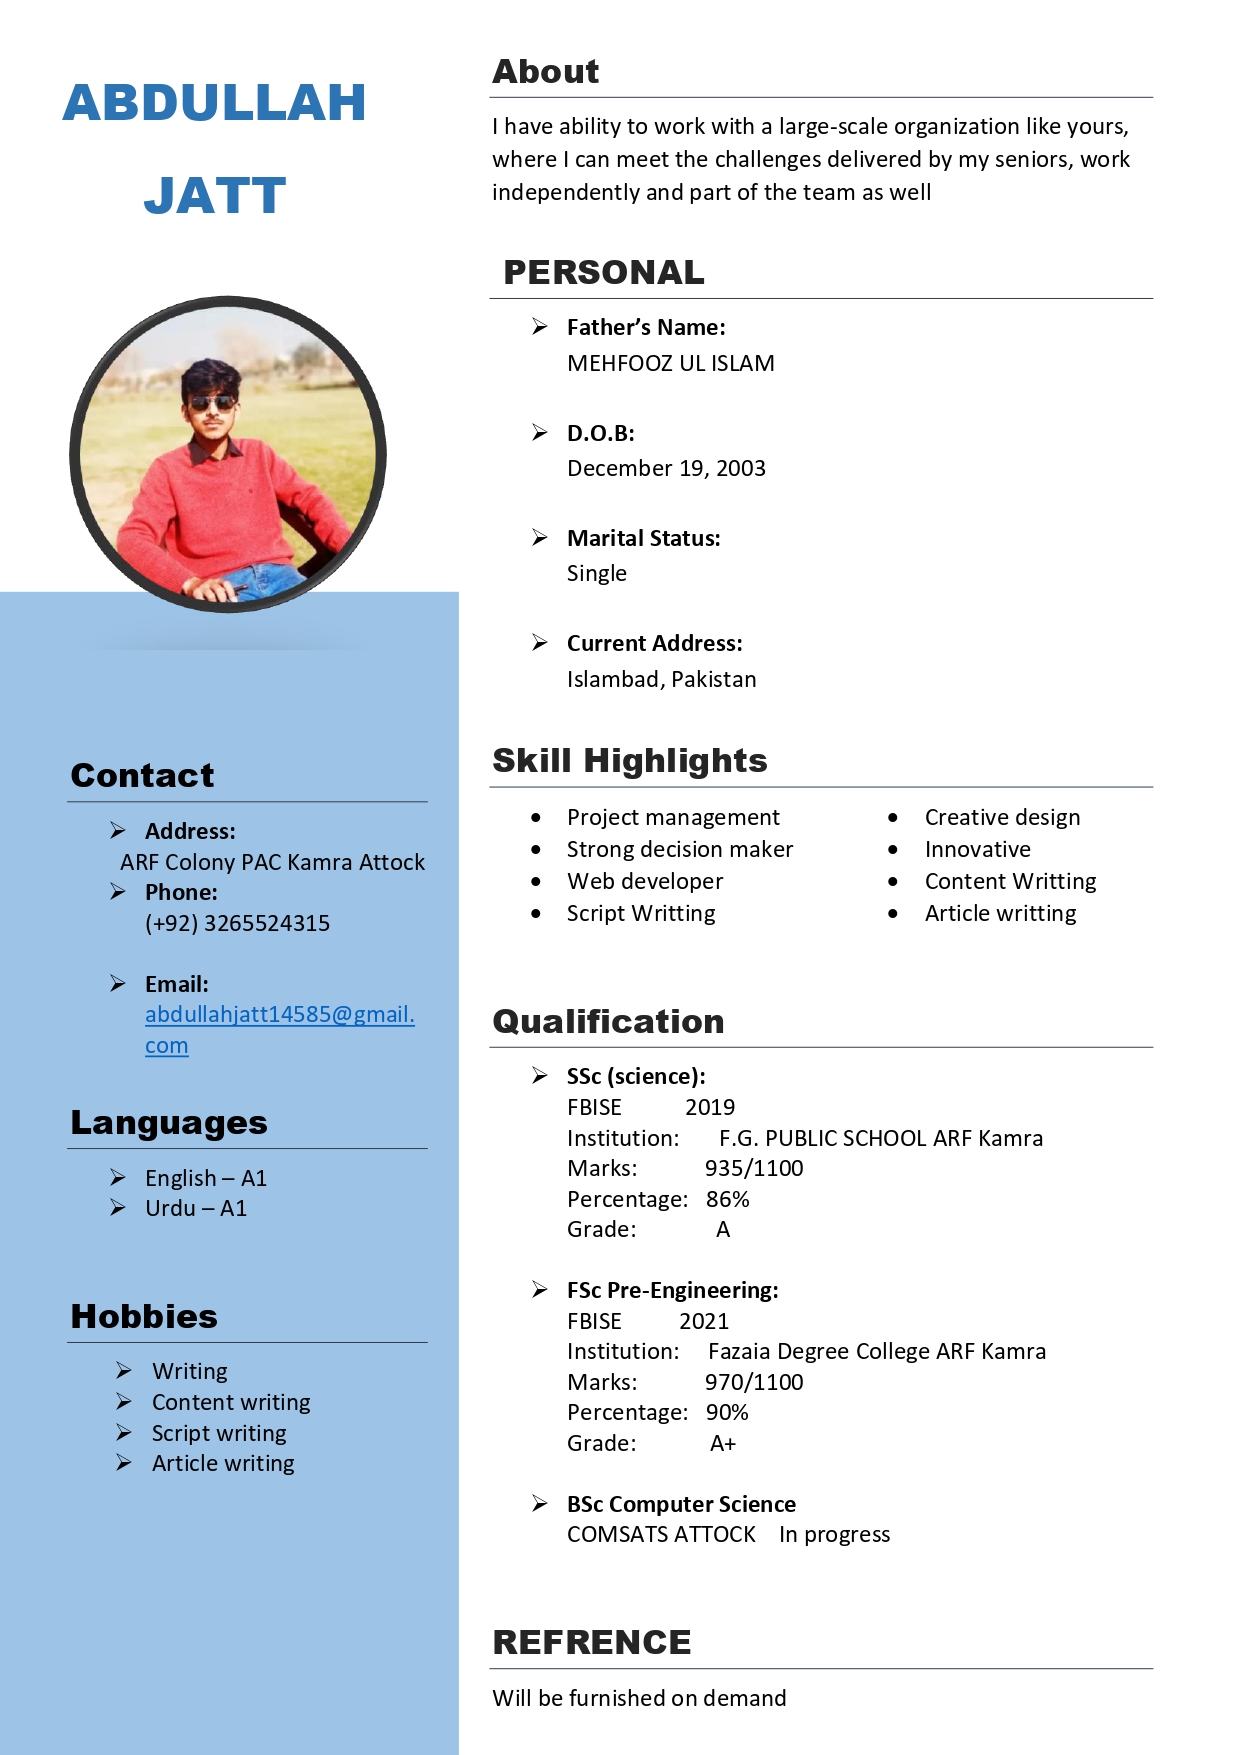 ABDULLAH
JATT
Contact
Address:
ARF Colony PAC Kamra Attock
Phone:
(+92) 3265524315
Email:
abdullahjatt14585@gmail.
com
Languages
English – A1
Urdu – A1
Hobbies
Writing
Content writing
Script writing
Article writing
About
I have ability to work with a large-scale organization like yours,
where I can meet the challenges delivered by my seniors, work
independently and part of the team as well
PERSONAL
Father’s Name:
MEHFOOZ UL ISLAM
D.O.B:
December 19, 2003
Marital Status:
Single
Current Address:
Islambad, Pakistan
Skill Highlights
Project management
Strong decision maker
Web developer
Script Writting
Creative design
Innovative
Content Writting
Article writting
Qualification
SSc (science):
FBISE 2019
Institution: F.G. PUBLIC SCHOOL ARF Kamra
Marks: 935/1100
Percentage: 86%
Grade: A
FSc Pre-Engineering:
FBISE 2021
Institution: Fazaia Degree College ARF Kamra
Marks: 970/1100
Percentage: 90%
Grade: A+
BSc Computer Science
COMSATS ATTOCK In progress
REFRENCE
Will be furnished on demand